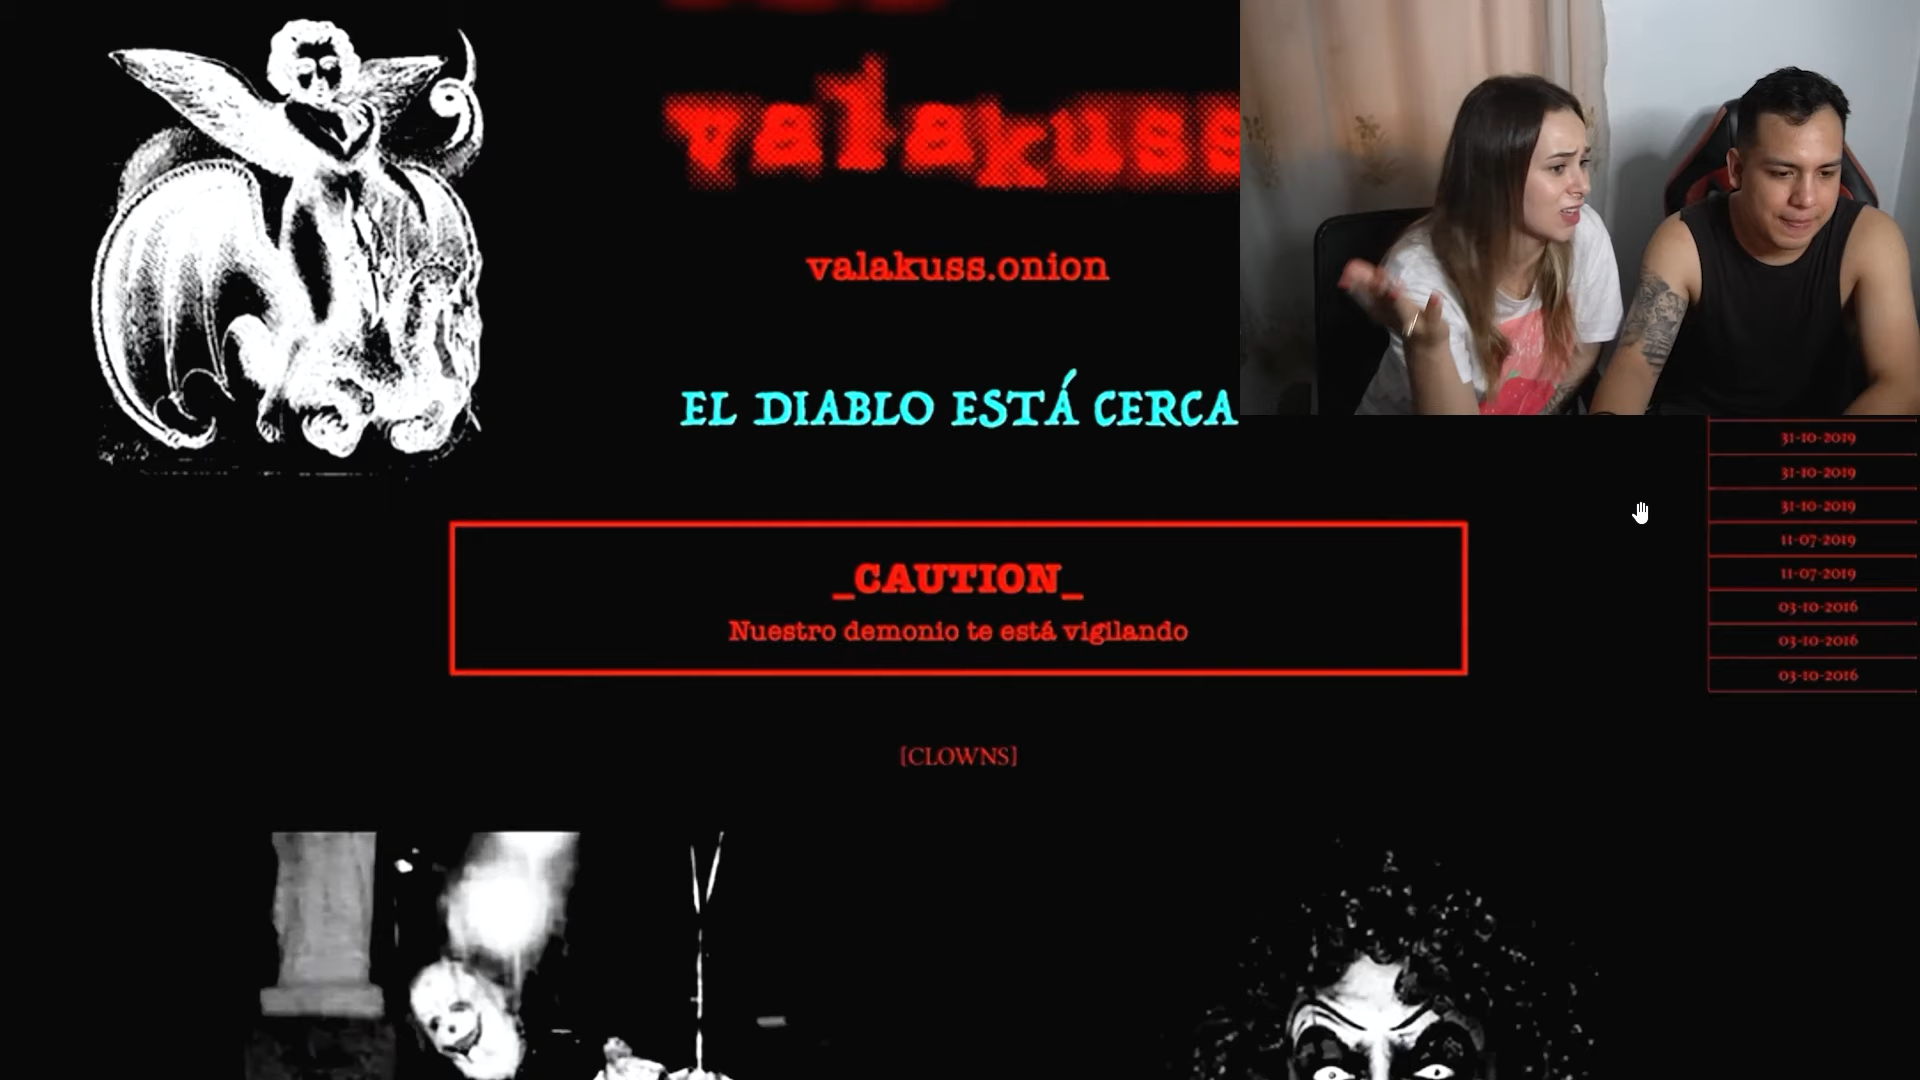 valakuss
valakuss.onion
EL DIABLO ESTÁ CERCA
31-10-2019
31-10-2019
31-10-2019
11-07-2019
11-07-2019
03-10-2016
03-10-2016
03-10-2016
_CAUTION_
Nuestro demonio te está vigilando
[CLOWNS]